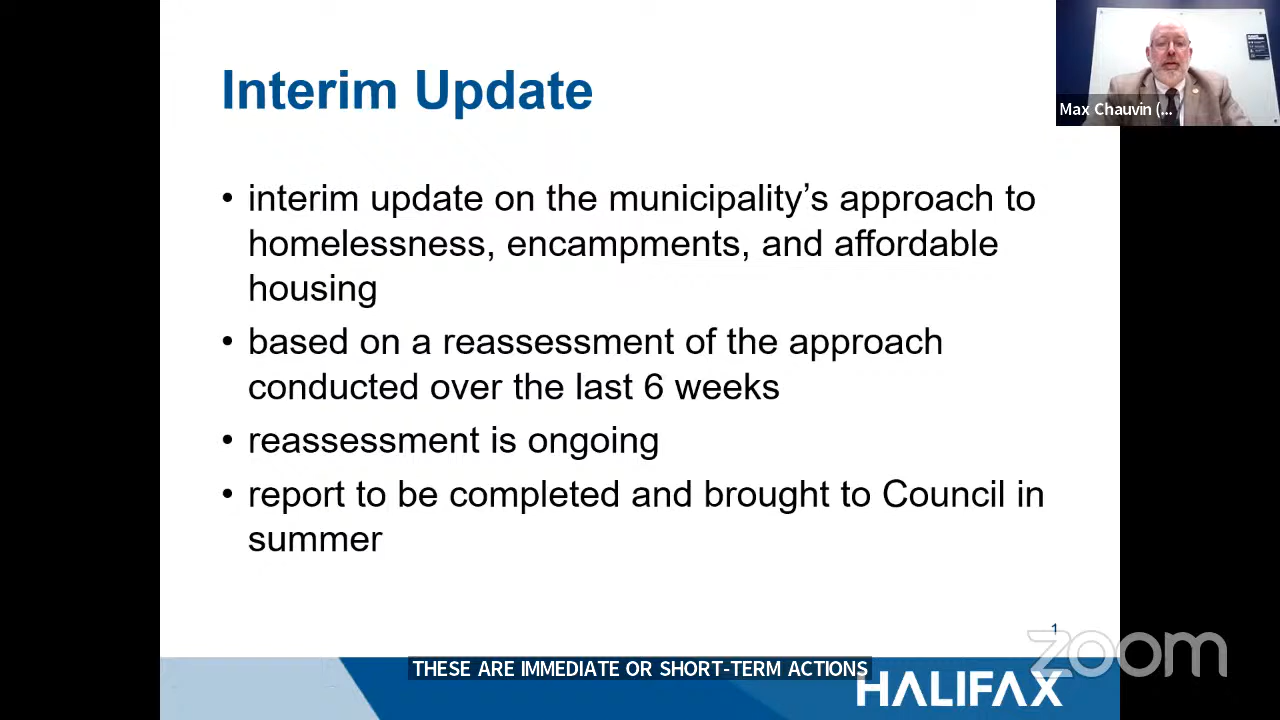 Interim Update
Max Chauvin (...
• interim update on the municipality’s approach to
homelessness, encampments, and affordable
housing
• based on a reassessment of the approach
conducted over the last 6 weeks
• reassessment is ongoing
• report to be completed and brought to Council in
summer
1
zoom
THESE ARE IMMEDIATE OR SHORT-TERM ACTIONS
HALIFAX